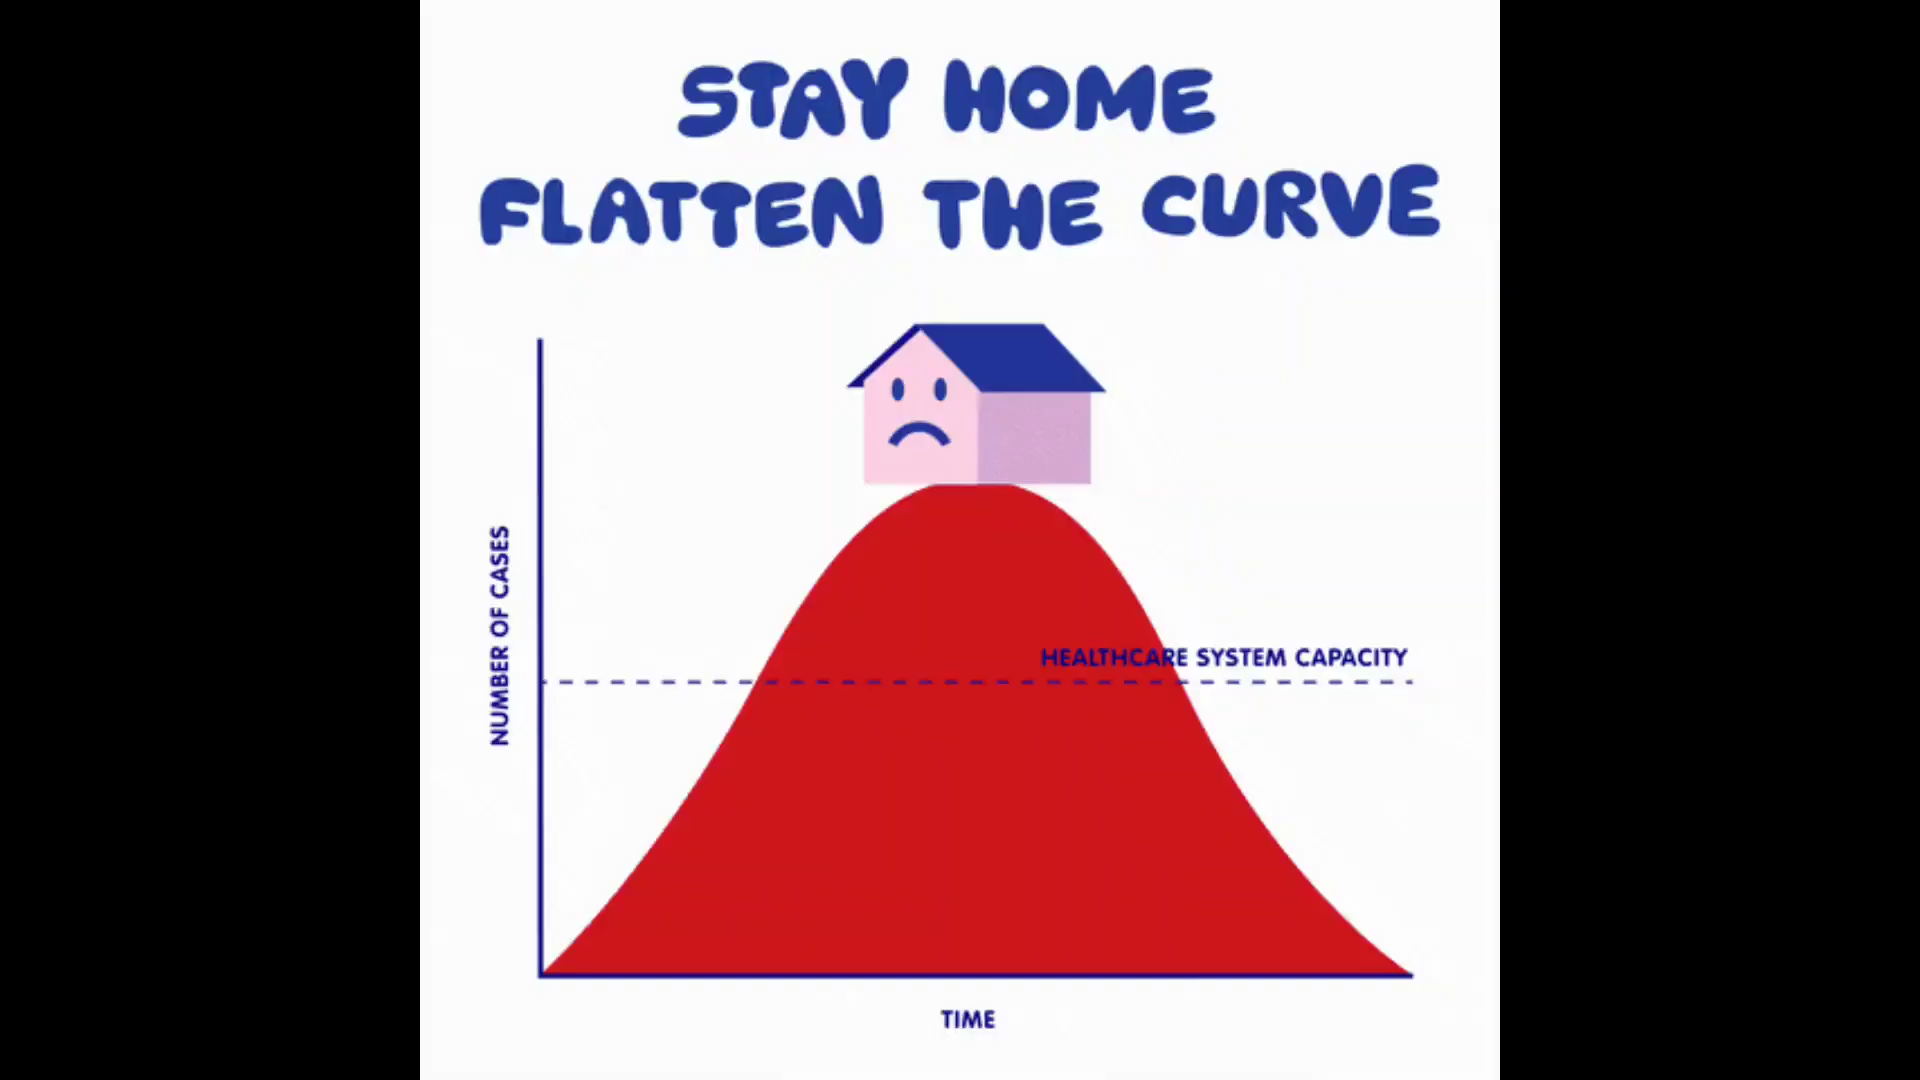 STAY HOME
FLATTEN THE CURVE
NUMBER OF CASES
HEALTHCARE SYSTEM CAPACITY
TIME